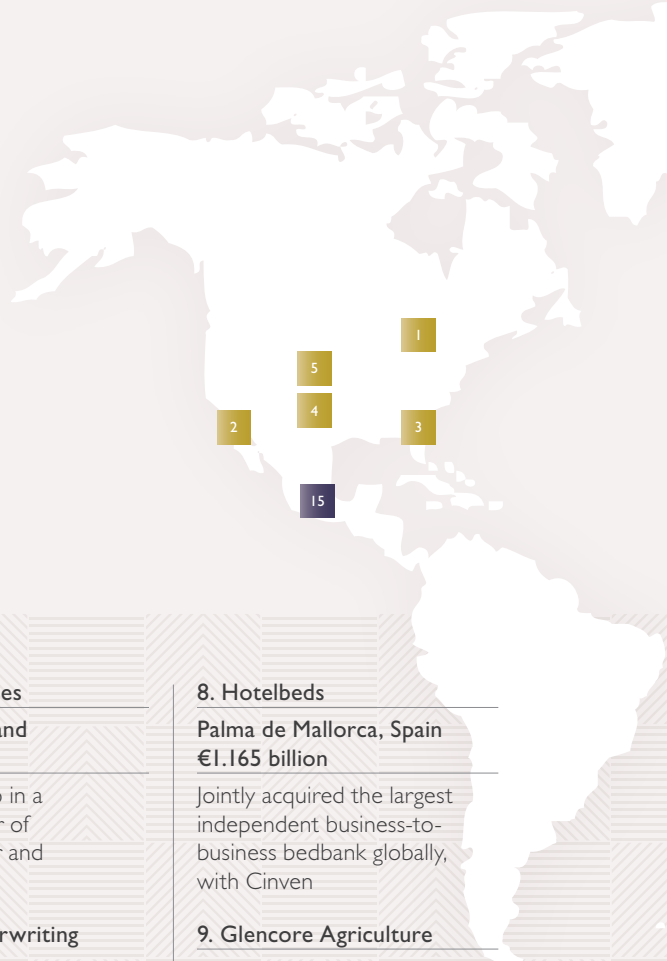 1
5
4
2
3
15
es
and
o in a
r of
r and
rwriting
8. Hotelbeds
Palma de Mallorca, Spain
€1.165 billion
Jointly acquired the largest
independent business-to-
business bedbank globally,
with Cinven
9. Glencore Agriculture